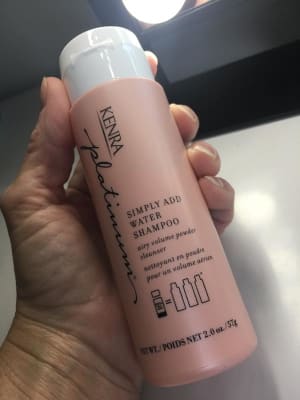 KENRA
platinum®
SIMPLY ADD
WATER
SHAMPOO
airy volume powder
cleanser
nettoyant en poudre
pour un volume aérien
NET WT./POIDS NET 2.0 oz./57g